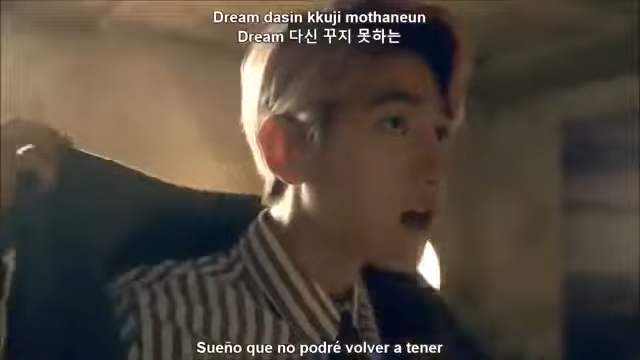 Dream dasin kkuji mothaneun
Dream 다신 꾸지 못하는
Sueño que no podré volver a tener